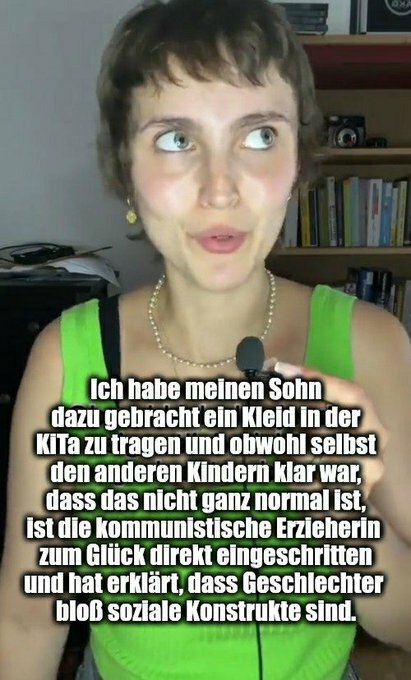 Ich habe meinen Sohn
dazu gebracht ein Kleid in der
KiTa zu tragen und obwohl selbst
den anderen Kindern klar war,
dass das nicht ganz normal ist,
ist die kommunistische Erzieherin
zum Glück direkt eingeschritten
und hat erklärt, dass Geschlechter
bloß soziale Konstrukte sind.